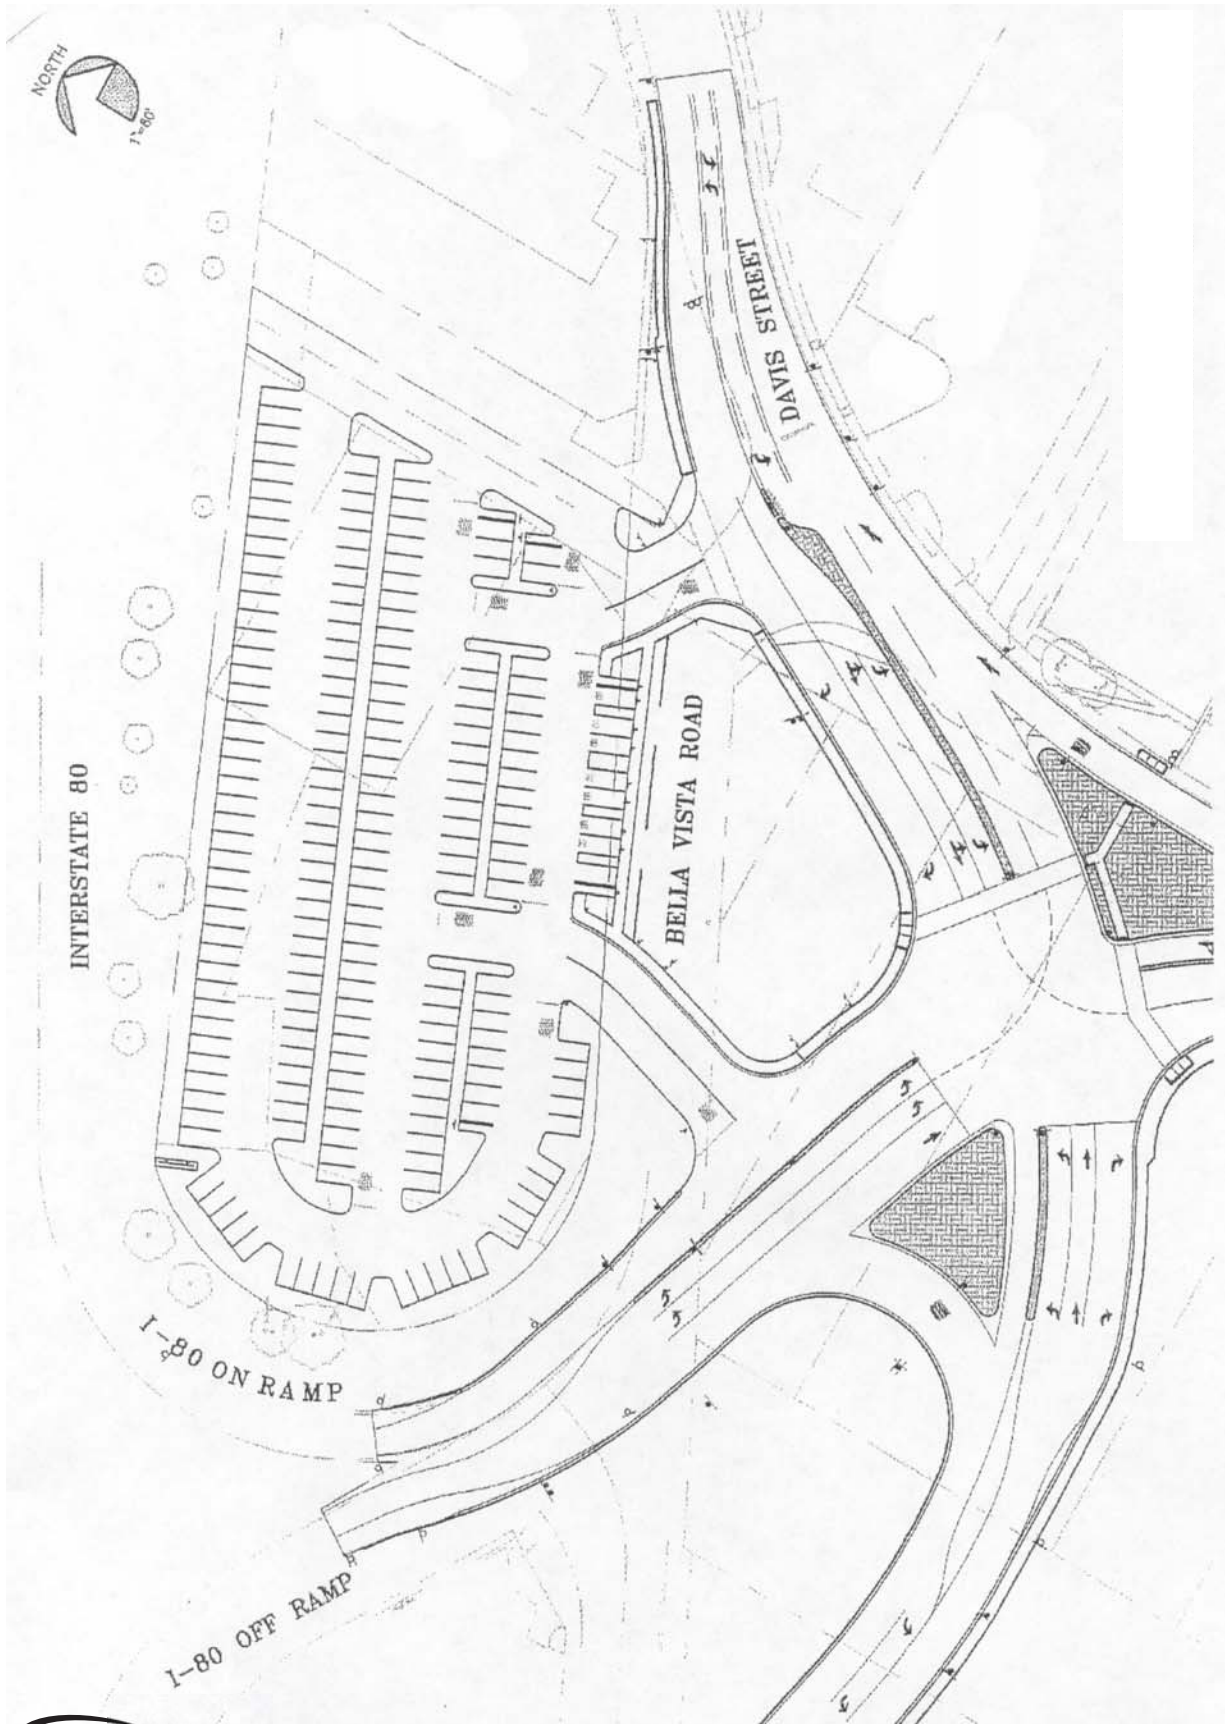 NORTH
1"=80'
DAVIS STREET
BELLA VISTA ROAD
INTERSTATE 80
I-80 ON RAMP
I-80 OFF RAMP